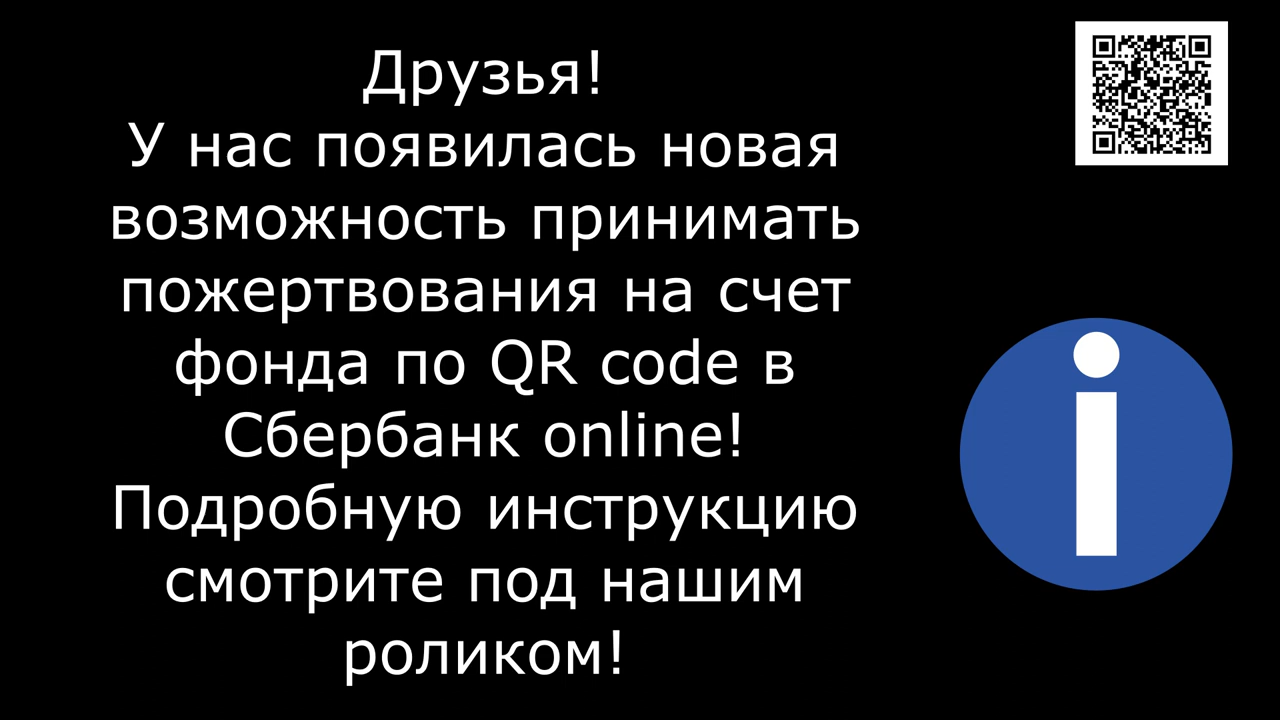 Друзья!
У нас появилась новая
возможность принимать
пожертвования на счет
фонда по QR code в
Сбербанк online!
Подробную инструкцию
смотрите под нашим
роликом!